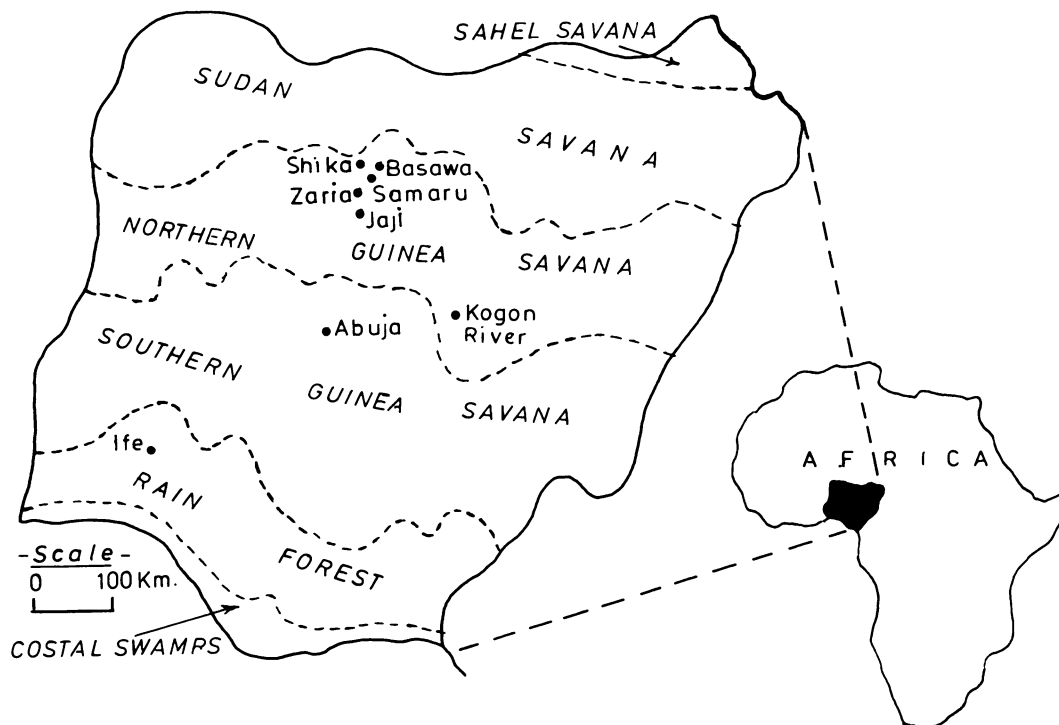 SAHEL SAVANA
SUDAN
SAVANA
Shika
Basawa
Zaria
Samaru
Jaji
NORTHERN
GUINEA
SAVANA
Kogon
River
Abuja
SOUTHERN
GUINEA
SAVANA
Ife
RAIN
FOREST
AFRICA
-Scale-
0 100 Km.
COSTAL SWAMPS